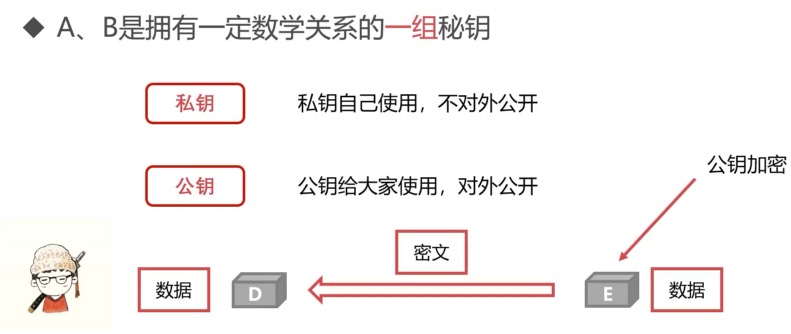 ◆ A、B是拥有一定数学关系的一组秘钥
私钥 私钥自己使用，不对外公开
公钥加密
公钥 公钥给大家使用，对外公开
密文
数据 D E 数据